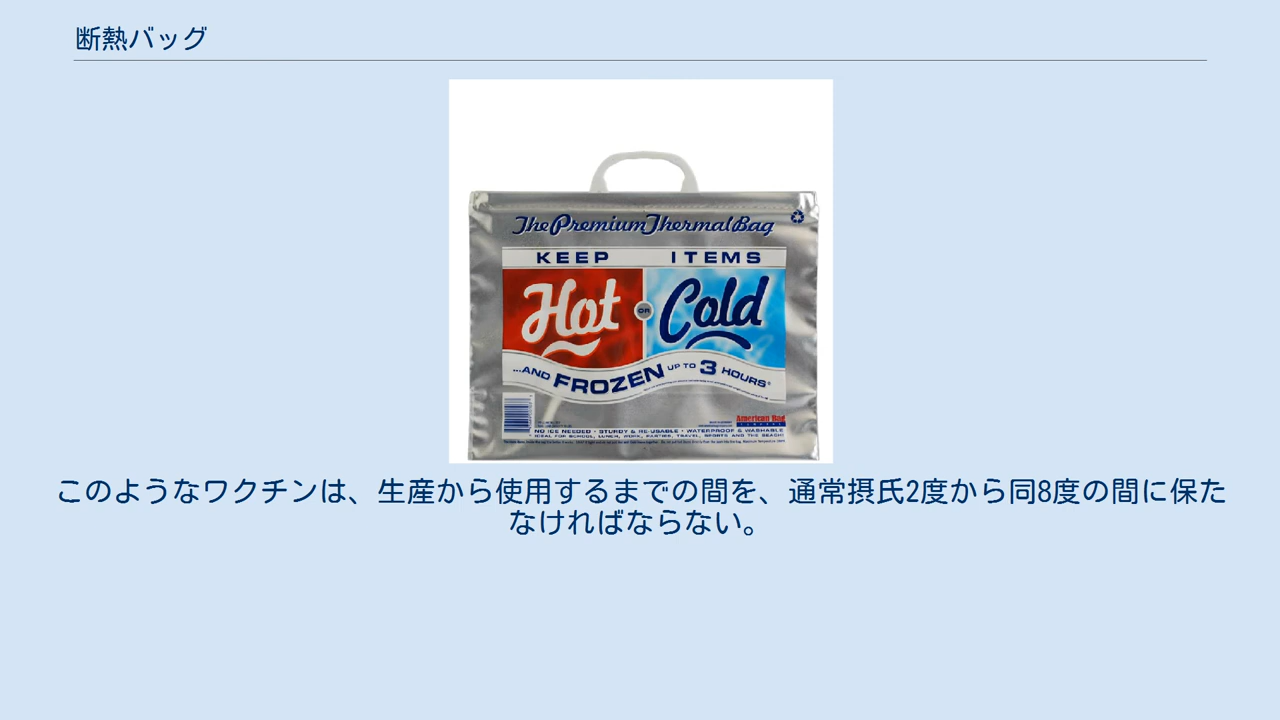 断熱バッグ
The Premium Thermal Bag
KEEP ITEMS
Hot OR Cold
...AND FROZEN UP TO 3 HOURS
American Bag
NO ICE NEEDED • STURDY & RE-USABLE • WATERPROOF & WASHABLE
• IDEAL FOR SCHOOL, LUNCH, WORK, PARTIES, TRAVEL, SPORTS AND THE BEACH!
このようなワクチンは、生産から使用するまでの間を、通常摂氏2度から同8度の間に保た
なければならない。